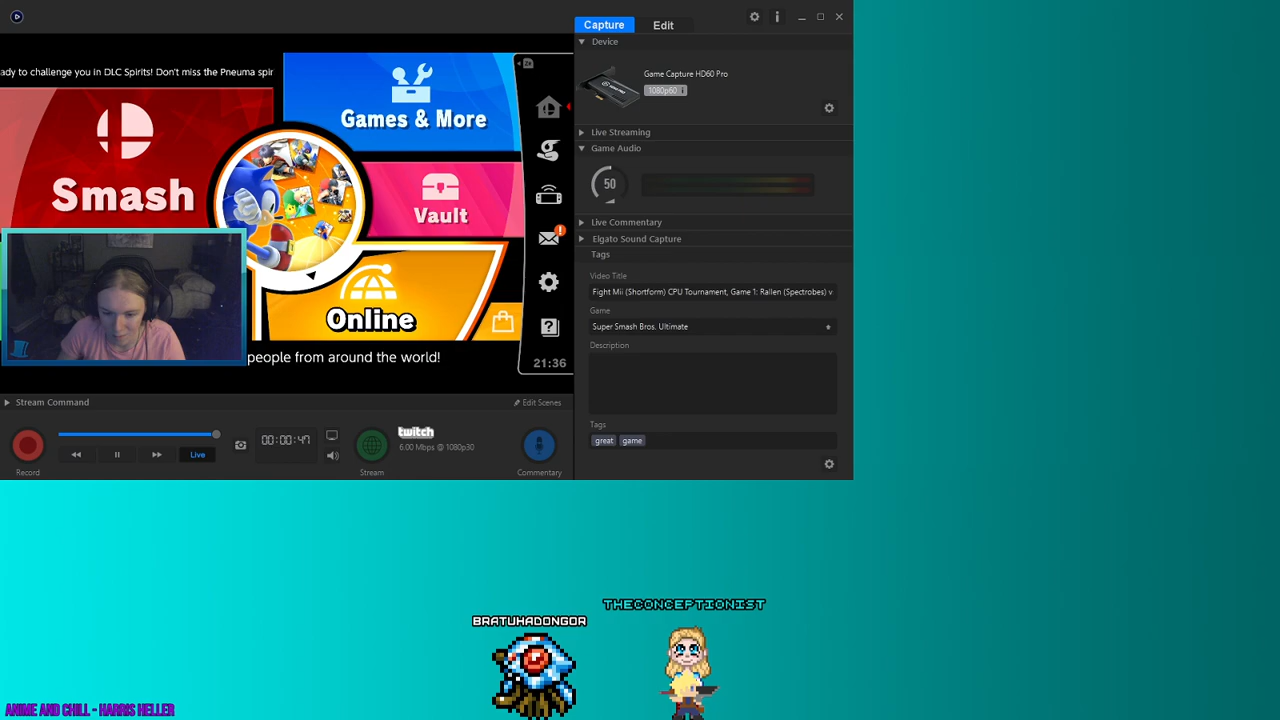 Capture
Edit
Device
ady to challenge you in DLC Spirits! Don't miss the Pneuma spir
Games & More
Smash
Vault
Online
people from around the world!
21:36
Game Capture HD60 Pro
1080p60
Live Streaming
Game Audio
50
Live Commentary
Elgato Sound Capture
Tags
Video Title
Fight Mii (Shortform) CPU Tournament, Game 1: Rallen (Spectrobes) v
Game
Super Smash Bros. Ultimate
Description
Tags
great
game
Stream Command
Edit Scenes
00:00:47
Live
twitch
6.00 Mbps @ 1080p30
Record
Stream
Commentary
THECONCEPTIONIST
BRATUHADONGOR
ANIME AND CHILL - HARRIS HELLER